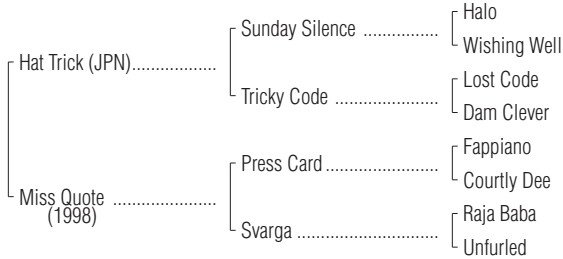 Halo
Sunday Silence ..................
Wishing Well
Hat Trick (JPN)....................
Lost Code
Tricky Code .........................
Dam Clever
Fappiano
Press Card ...........................
Courtly Dee
Miss Quote .........................
(1998)
Raja Baba
Svarga ..................................
Unfurled